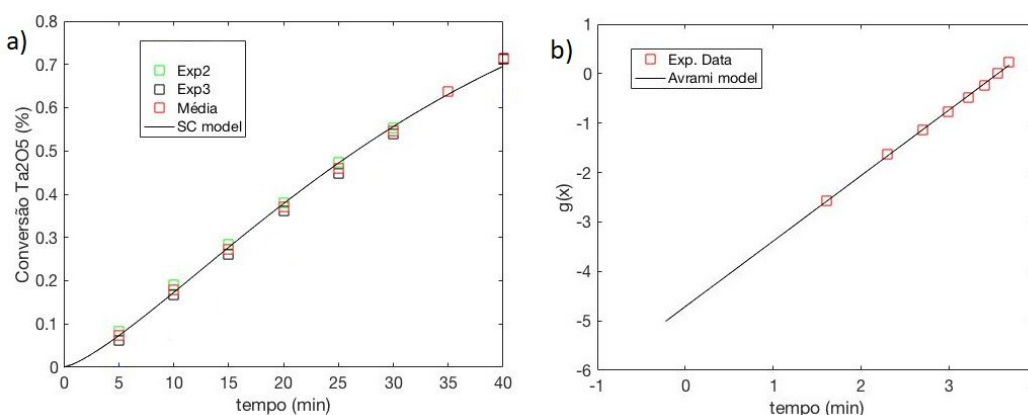 a)
0.8
0.7
0.6
0.5
0.4
0.3
0.2
0.1
0
Conversão Ta2O5 (%)
Exp2
Exp3
Média
SC model
0 5 10 15 20 25 30 35 40
tempo (min)
b)
1
0
-1
-2
-3
-4
-5
-6
g(x)
Exp. Data
Avrami model
-1 0 1 2 3
tempo (min)